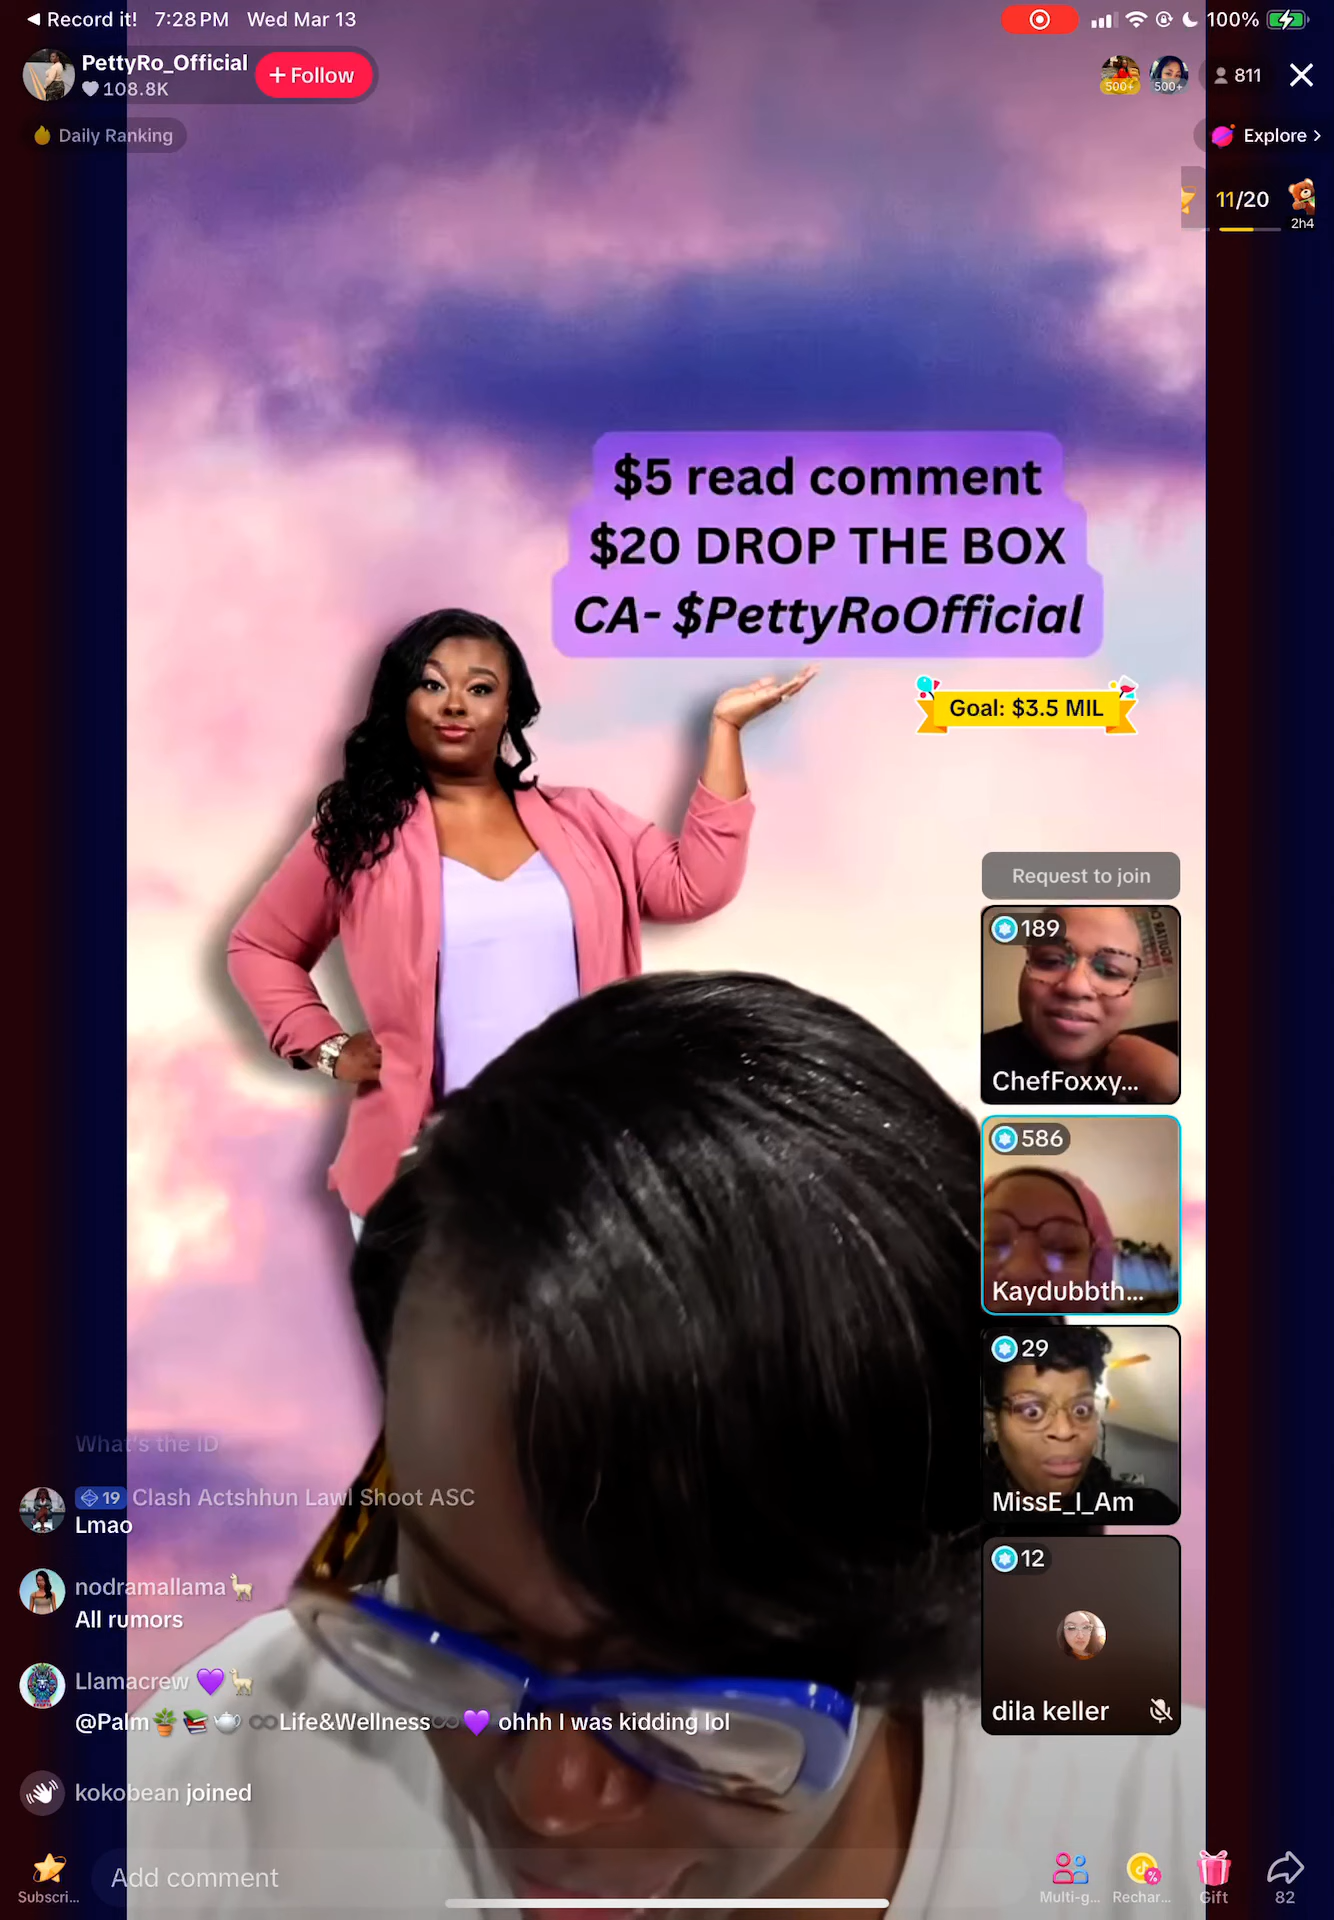 Record it! 7:28 PM Wed Mar 13
100%
PettyRo_Official
108.8K
+ Follow
500+
500+
811
Daily Ranking
Explore >
11/20
2h4
$5 read comment
$20 DROP THE BOX
CA- $PettyRoOfficial
Goal: $3.5 MIL
Request to join
189
ChefFoxxy...
586
Kaydubbth...
29
MissE_I_Am
12
dila keller
What's the ID
19 Clash Actshhun Lawl Shoot ASC
Lmao
nodramallama🦙
All rumors
Llamacrew 💜🦙
@Palm🪴📚🫖♾️Life&Wellness♾️💜 ohhh I was kidding lol
kokobean joined
Subscri...
Add comment
Multi-g...
Rechar...
Gift
82